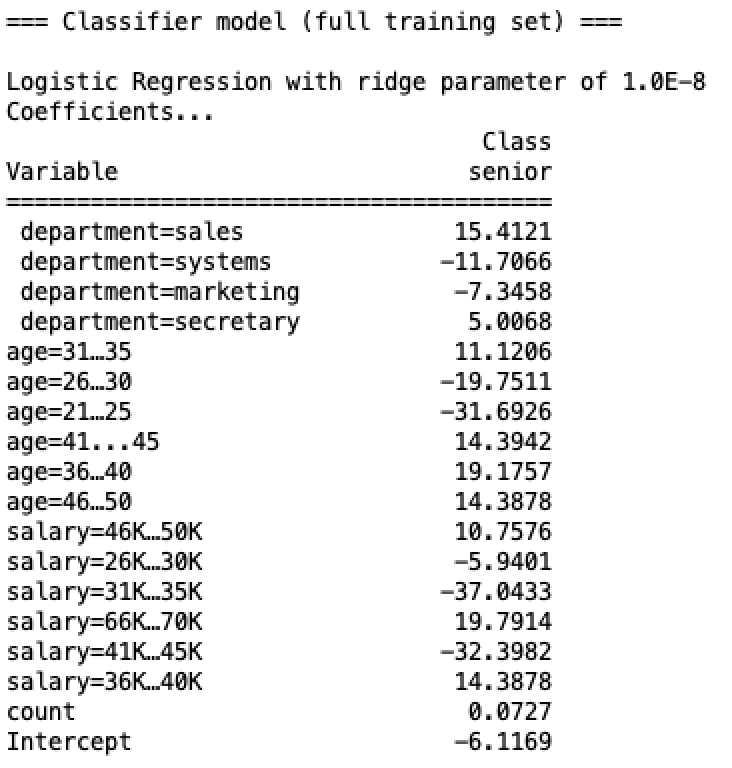 === Classifier model (full training set) ===
Logistic Regression with ridge parameter of 1.0E-8
Coefficients...
Class
Variable senior
=======================================
department=sales 15.4121
department=systems -11.7066
department=marketing -7.3458
department=secretary 5.0068
age=31…35 11.1206
age=26…30 -19.7511
age=21…25 -31.6926
age=41...45 14.3942
age=36…40 19.1757
age=46…50 14.3878
salary=46K…50K 10.7576
salary=26K…30K -5.9401
salary=31K…35K -37.0433
salary=66K…70K 19.7914
salary=41K…45K -32.3982
salary=36K…40K 14.3878
count 0.0727
Intercept -6.1169